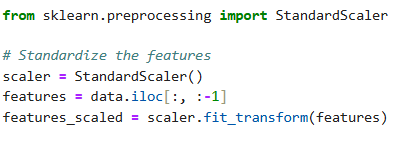 from sklearn.preprocessing import StandardScaler
# Standardize the features
scaler = StandardScaler()
features = data.iloc[:, :-1]
features_scaled = scaler.fit_transform(features)